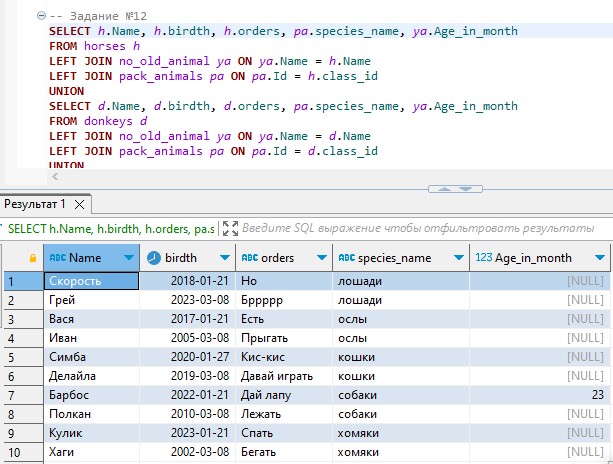 -- Задание №12
SELECT h.Name, h.birdth, h.orders, pa.species_name, ya.Age_in_month
FROM horses h
LEFT JOIN no_old_animal ya ON ya.Name = h.Name
LEFT JOIN pack_animals pa ON pa.Id = h.class_id
UNION
SELECT d.Name, d.birdth, d.orders, pa.species_name, ya.Age_in_month
FROM donkeys d
LEFT JOIN no_old_animal ya ON ya.Name = d.Name
LEFT JOIN pack_animals pa ON pa.Id = d.class_id
UNION
Результат 1
SELECT h.Name, h.birdth, h.orders, pa.s Введите SQL выражение чтобы отфильтровать результаты
ABC Name birdth ABC orders ABC species_name 123 Age_in_month
1 Скорость 2018-01-21 Но лошади [NULL]
2 Грей 2023-03-08 Бррррр лошади [NULL]
3 Вася 2017-01-21 Есть ослы [NULL]
4 Иван 2005-03-08 Прыгать ослы [NULL]
5 Симба 2020-01-27 Кис-кис кошки [NULL]
6 Делайла 2019-03-08 Давай играть кошки [NULL]
7 Барбос 2022-01-21 Дай лапу собаки 23
8 Полкан 2010-03-08 Лежать собаки [NULL]
9 Кулик 2023-01-21 Спать хомяки [NULL]
10 Хаги 2002-03-08 Бегать хомяки [NULL]